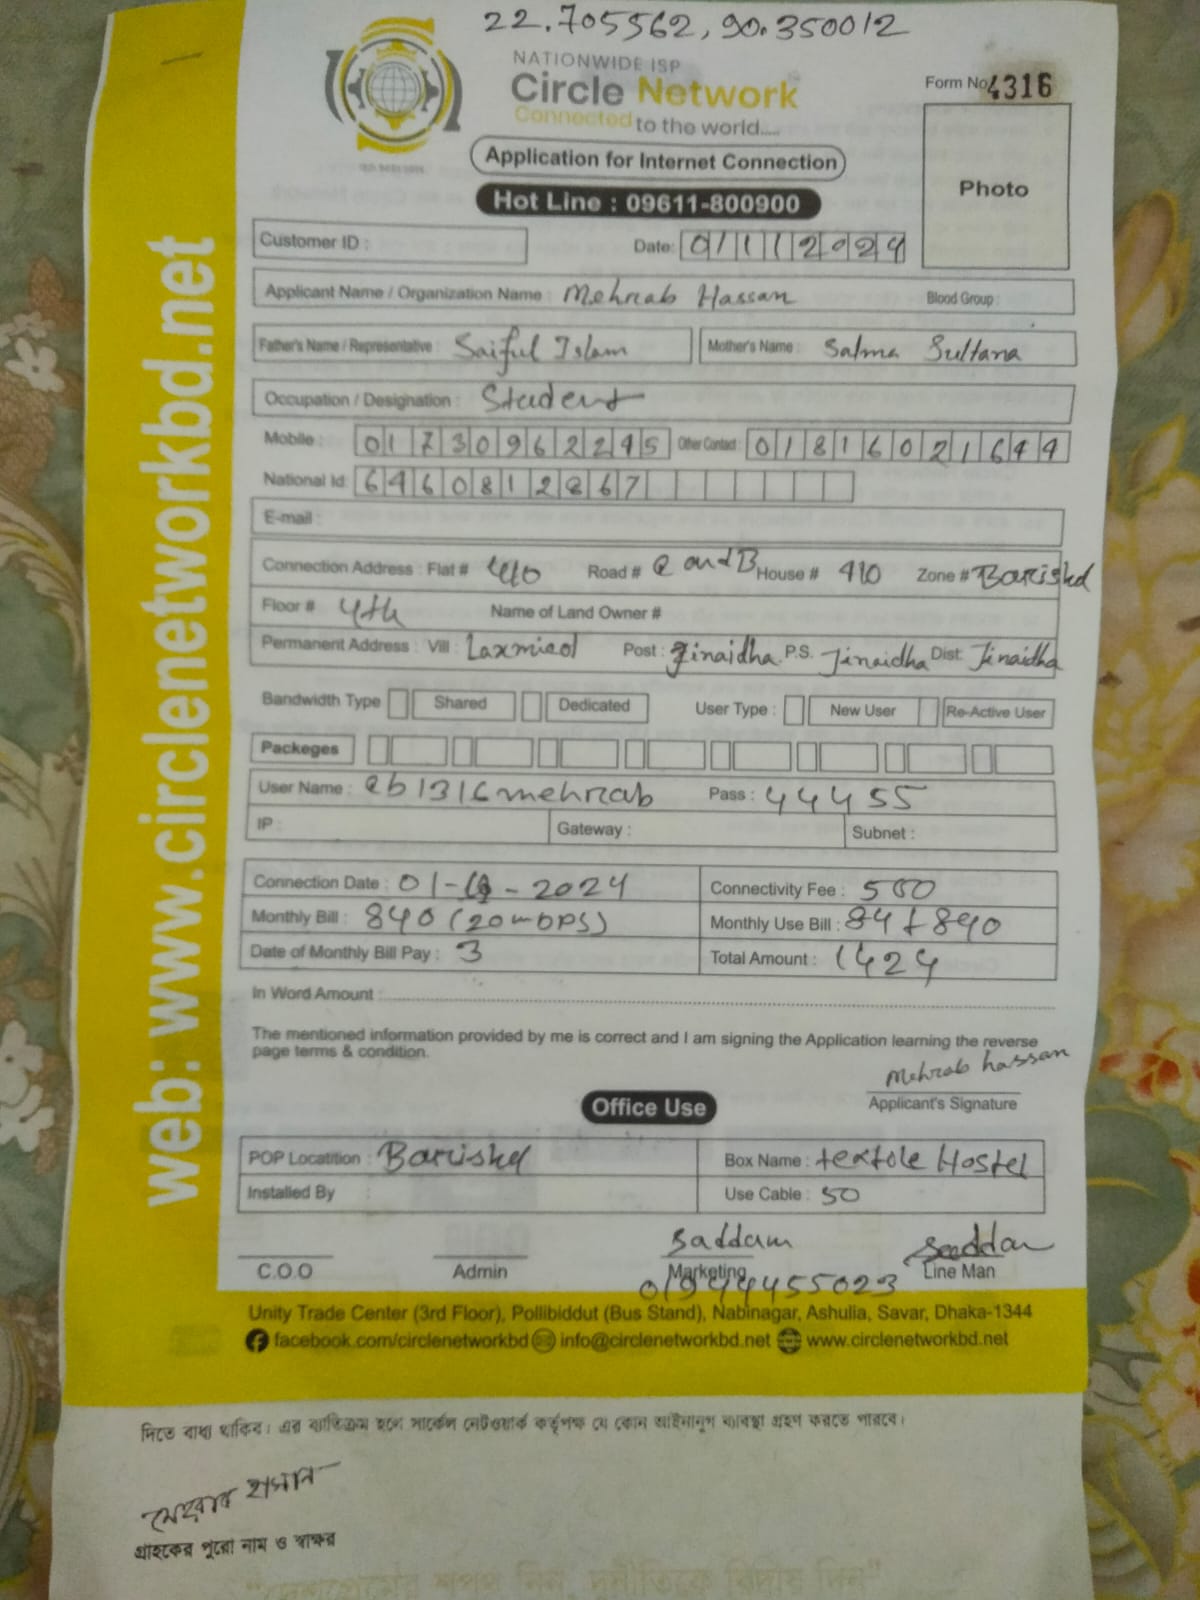 22.705562, 90.350012
NATIONWIDE ISP
Circle Network
Connected to the world....
Form No 4316
Application for Internet Connection
Photo
Hot Line : 09611-800900
Customer ID :
Date: 01112024
Applicant Name / Organization Name : Mehrab Hassan Blood Group :
Father's Name / Representative : Saiful Islam Mother's Name : Salma Sultana
Occupation / Designation : Student
Mobile : 01730962245 Other Contact : 01816021644
National Id: 6460812867
E-mail :
Connection Address : Flat # 410 Road # C and B House # 410 Zone # Barishal
Floor # 4th Name of Land Owner #
Permanent Address : Vill : Post : Jinaidha P.S. Jinaidha Dist: Jinaidha
Bandwidth Type Shared Dedicated User Type : New User Re-Active User
Packeges
User Name : cb1316mehrab Pass : 44455
IP : Gateway : Subnet :
Connection Date : 01- - 2024 Connectivity Fee : 500
Monthly Bill : 840 (20mbps) Monthly Use Bill : 84+840
Date of Monthly Bill Pay : 3 Total Amount : 1424
In Word Amount :
The mentioned information provided by me is correct and I am signing the Application learning the reverse
page terms & condition.
Mehrab hassan
Applicant's Signature
Office Use
POP Locatition : Barishal Box Name : textile Hostel
Installed By : Use Cable : 50
Saddam Saddam
C.O.O Admin Marketing Line Man
01944455023
Unity Trade Center (3rd Floor), Pollibiddut (Bus Stand), Nabinagar, Ashulia, Savar, Dhaka-1344
facebook.com/circlenetworkbd info@circlenetworkbd.net www.circlenetworkbd.net
web: www.circlenetworkbd.net
দিতে বাধ্য থাকিব। এর ব্যতিক্রম হলে সার্কেল নেটওয়ার্ক কর্তৃপক্ষ যে কোন আইনানুগ ব্যবস্থা গ্রহণ করতে পারবে।
মেহরাব হাসান
গ্রাহকের পুরো নাম ও স্বাক্ষর